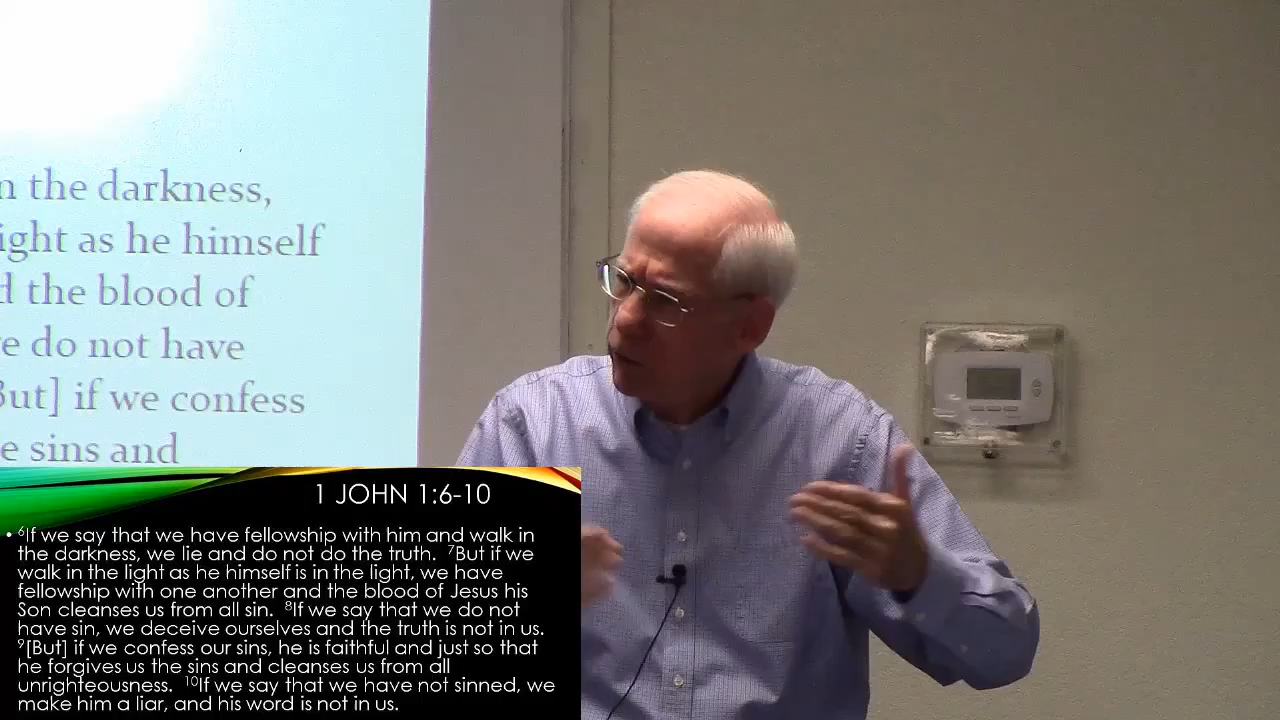 n the darkness,
ight as he himself
d the blood of
e do not have
But] if we confess
e sins and
1 JOHN 1:6-10
• ⁶If we say that we have fellowship with him and walk in
the darkness, we lie and do not do the truth. ⁷But if we
walk in the light as he himself is in the light, we have
fellowship with one another and the blood of Jesus his
Son cleanses us from all sin. ⁸If we say that we do not
have sin, we deceive ourselves and the truth is not in us.
⁹[But] if we confess our sins, he is faithful and just so that
he forgives us the sins and cleanses us from all
unrighteousness. ¹⁰If we say that we have not sinned, we
make him a liar, and his word is not in us.